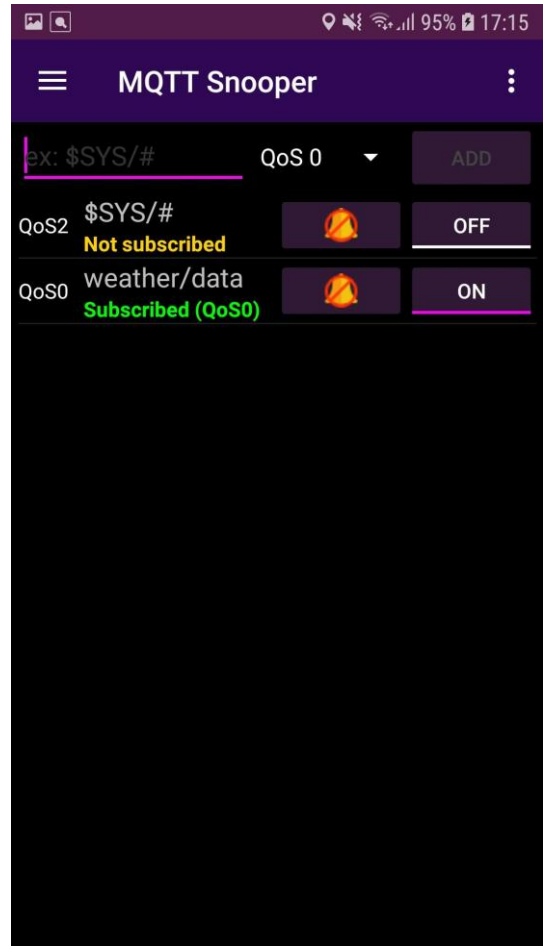 95% 17:15
MQTT Snooper
ex: $SYS/# QoS 0 ADD
QoS2 $SYS/# OFF
Not subscribed
QoS0 weather/data ON
Subscribed (QoS0)